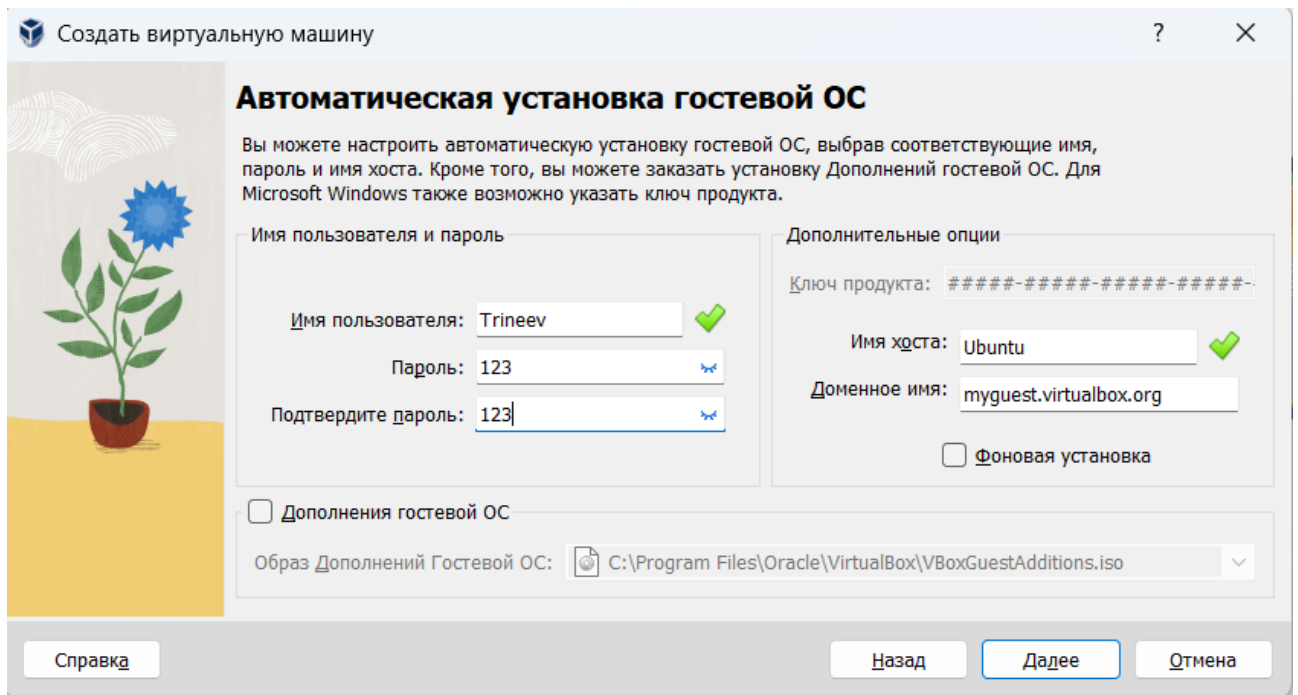 Создать виртуальную машину
?
Автоматическая установка гостевой ОС
Вы можете настроить автоматическую установку гостевой ОС, выбрав соответствующие имя,
пароль и имя хоста. Кроме того, вы можете заказать установку Дополнений гостевой ОС. Для
Microsoft Windows также возможно указать ключ продукта.
Имя пользователя и пароль
Имя пользователя: Trineev
Пароль: 123
Подтвердите пароль: 123
Дополнительные опции
Ключ продукта: #####-#####-#####-#####-
Имя хоста: Ubuntu
Доменное имя: myguest.virtualbox.org
Фоновая установка
Дополнения гостевой ОС
Образ Дополнений Гостевой ОС: C:\Program Files\Oracle\VirtualBox\VBoxGuestAdditions.iso
Справка
Назад
Далее
Отмена